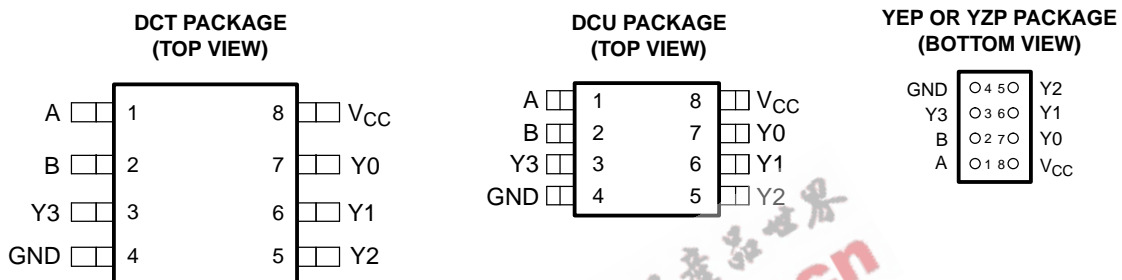 DCT PACKAGE
(TOP VIEW)
A 1 8 VCC
B 2 7 Y0
Y3 3 6 Y1
GND 4 5 Y2
DCU PACKAGE
(TOP VIEW)
A 1 8 VCC
B 2 7 Y0
Y3 3 6 Y1
GND 4 5 Y2
YEP OR YZP PACKAGE
(BOTTOM VIEW)
GND 4 5 Y2
Y3 3 6 Y1
B 2 7 Y0
A 1 8 VCC